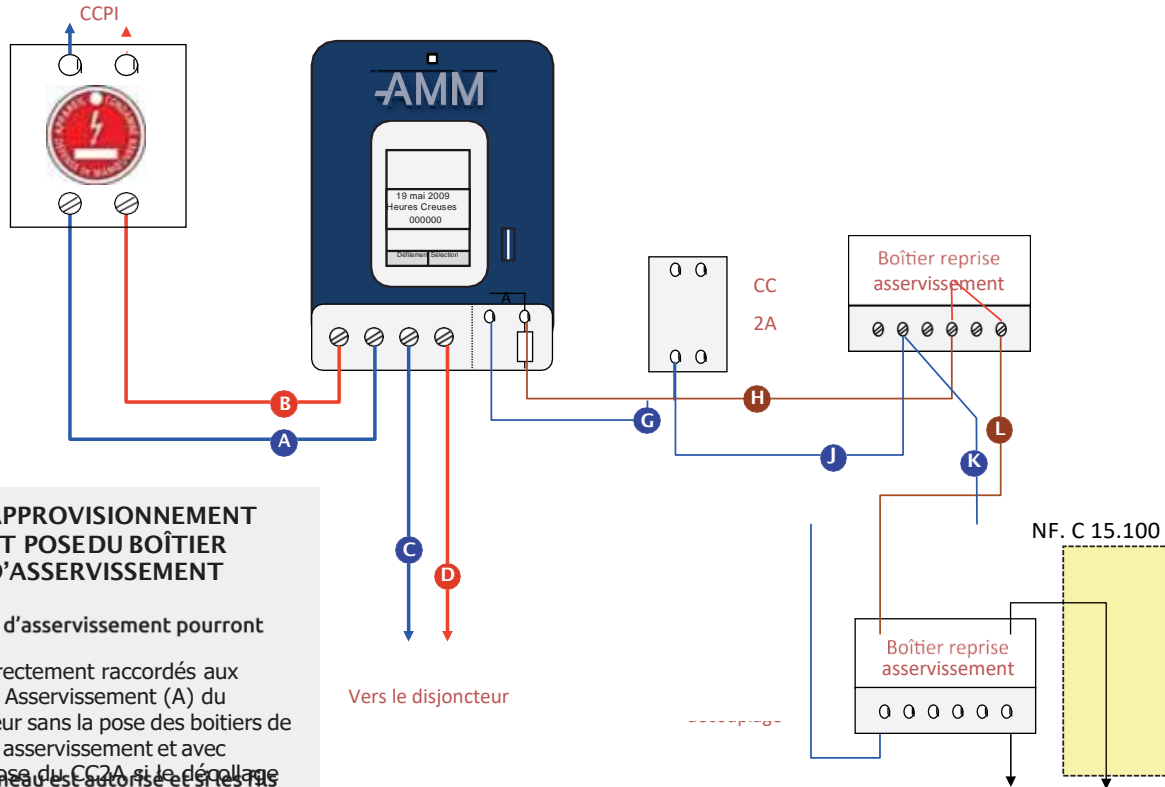 CCPI
AMM
19 mai 2009
Heures Creuses
000000
Défilement Sélection
A
CC
2A
Boîtier reprise
asservissement
B
A
G
H
J
K
L
C
D
Vers le disjoncteur
APPROVISIONNEMENT
T POSE DU BOÎTIER
D'ASSERVISSEMENT
d'asservissement pourront
rectement raccordés aux
Asservissement (A) du
eur sans la pose des boitiers de
asservissement et avec
NF. C 15.100
Boîtier reprise
asservissement